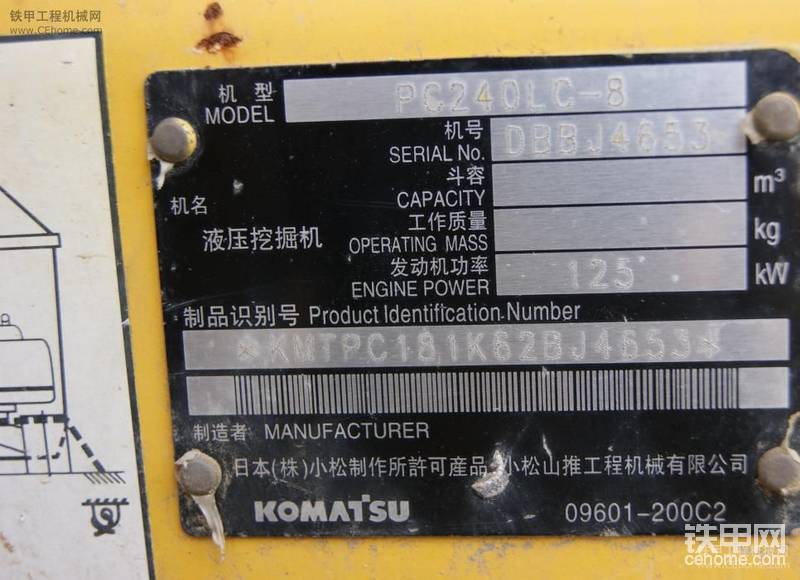 铁甲工程机械网
CEhome.com
机型 PC240LC-8
MODEL
机号 DBBJ4653
SERIAL No.
斗容 m³
CAPACITY
机名 液压挖掘机
工作质量 kg
OPERATING MASS
发动机功率 125 kW
ENGINE POWER
制品识别号 Product Identification Number
*KMTPC181K62BJ4653*
制造者 MANUFACTURER
日本(株)小松制作所許可産品 小松山推工程机械有限公司
KOMATSU 09601-200C2
铁甲网
cehome.com